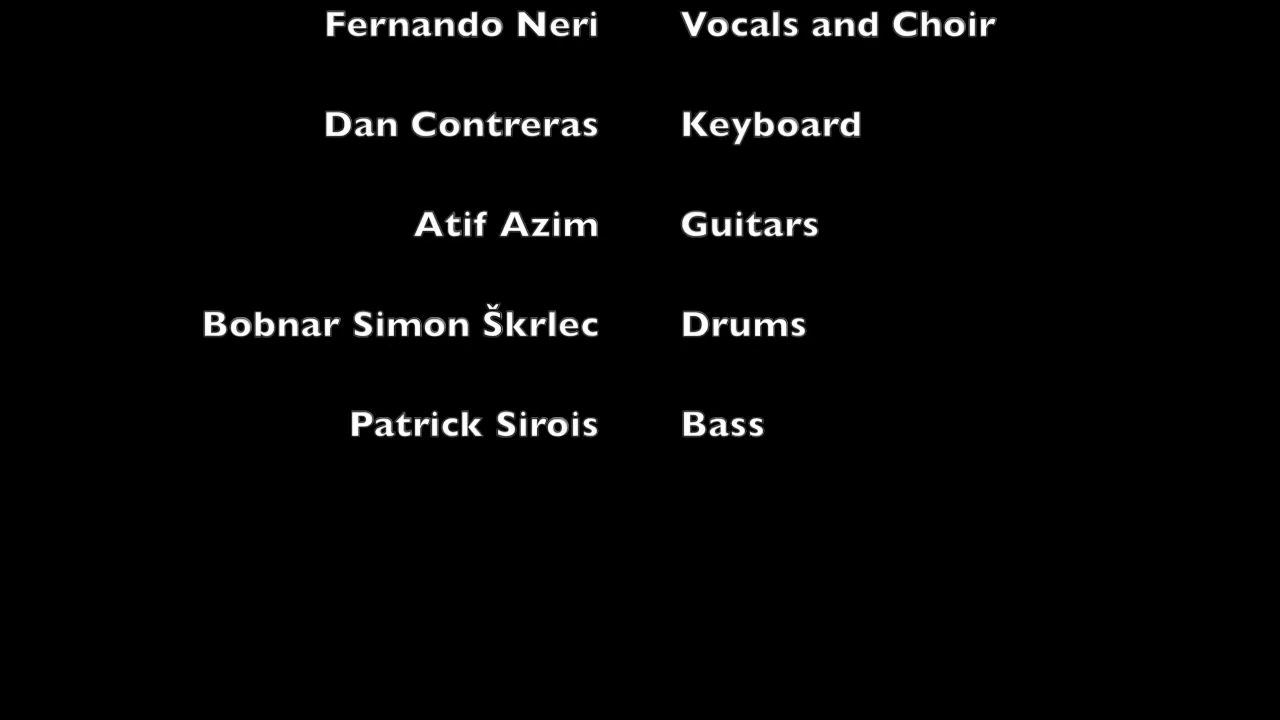 Fernando Neri Vocals and Choir
Dan Contreras Keyboard
Atif Azim Guitars
Bobnar Simon Škrlec Drums
Patrick Sirois Bass